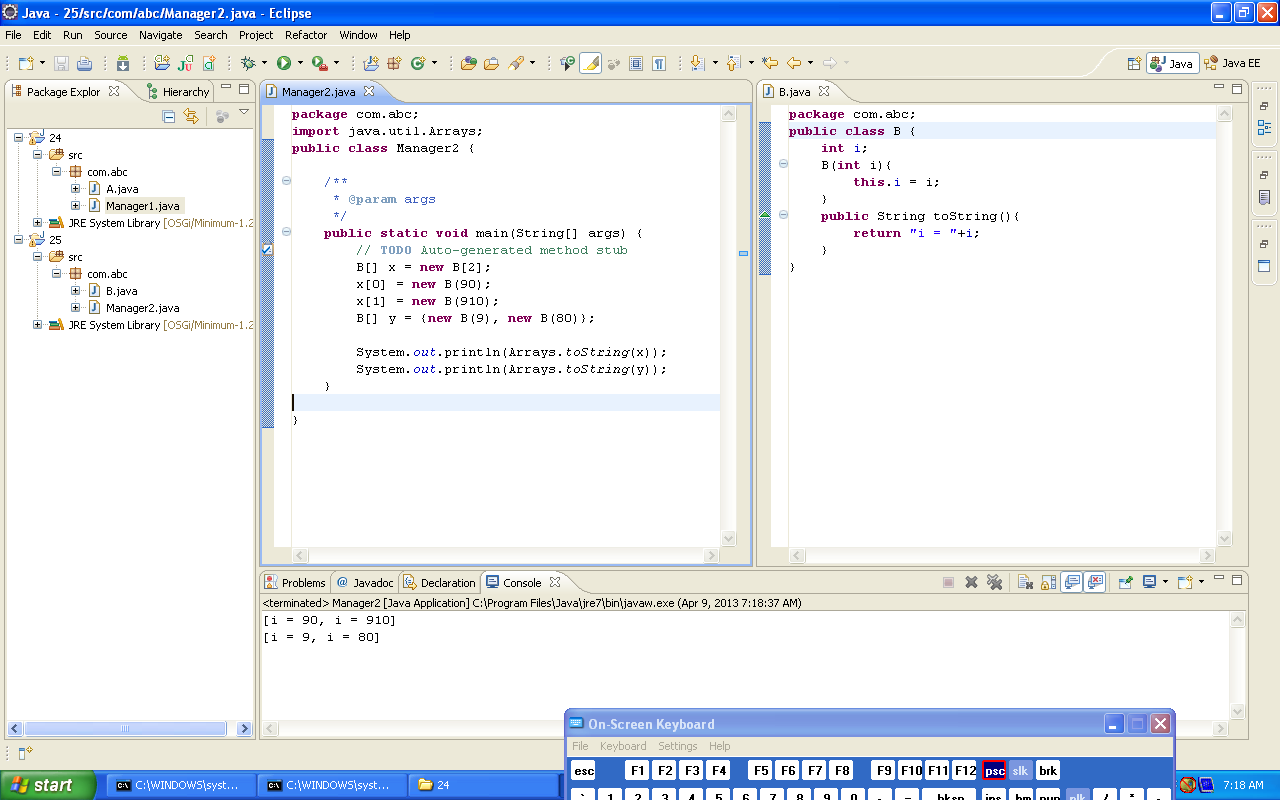 Java - 25/src/com/abc/Manager2.java - Eclipse
File Edit Run Source Navigate Search Project Refactor Window Help
Java Java EE
Package Explor Hierarchy
24
src
com.abc
A.java
Manager1.java
JRE System Library [OSGi/Minimum-1.2
25
src
com.abc
B.java
Manager2.java
JRE System Library [OSGi/Minimum-1.2
Manager2.java
package com.abc;
import java.util.Arrays;
public class Manager2 {
/**
* @param args
*/
public static void main(String[] args) {
// TODO Auto-generated method stub
B[] x = new B[2];
x[0] = new B(90);
x[1] = new B(910);
B[] y = {new B(9), new B(80)};
System.out.println(Arrays.toString(x));
System.out.println(Arrays.toString(y));
}
}
B.java
package com.abc;
public class B {
int i;
B(int i){
this.i = i;
}
public String toString(){
return "i = "+i;
}
}
Problems @ Javadoc Declaration Console
<terminated> Manager2 [Java Application] C:\Program Files\Java\jre7\bin\javaw.exe (Apr 9, 2013 7:18:37 AM)
[i = 90, i = 910]
[i = 9, i = 80]
On-Screen Keyboard
File Keyboard Settings Help
esc F1 F2 F3 F4 F5 F6 F7 F8 F9 F10 F11 F12 psc slk brk
` 1 2 3 4 5 6 7 8 9 0 - = bksp ins hm pup nlk / * -
start C:\WINDOWS\syst... C:\WINDOWS\syst... 24 7:18 AM